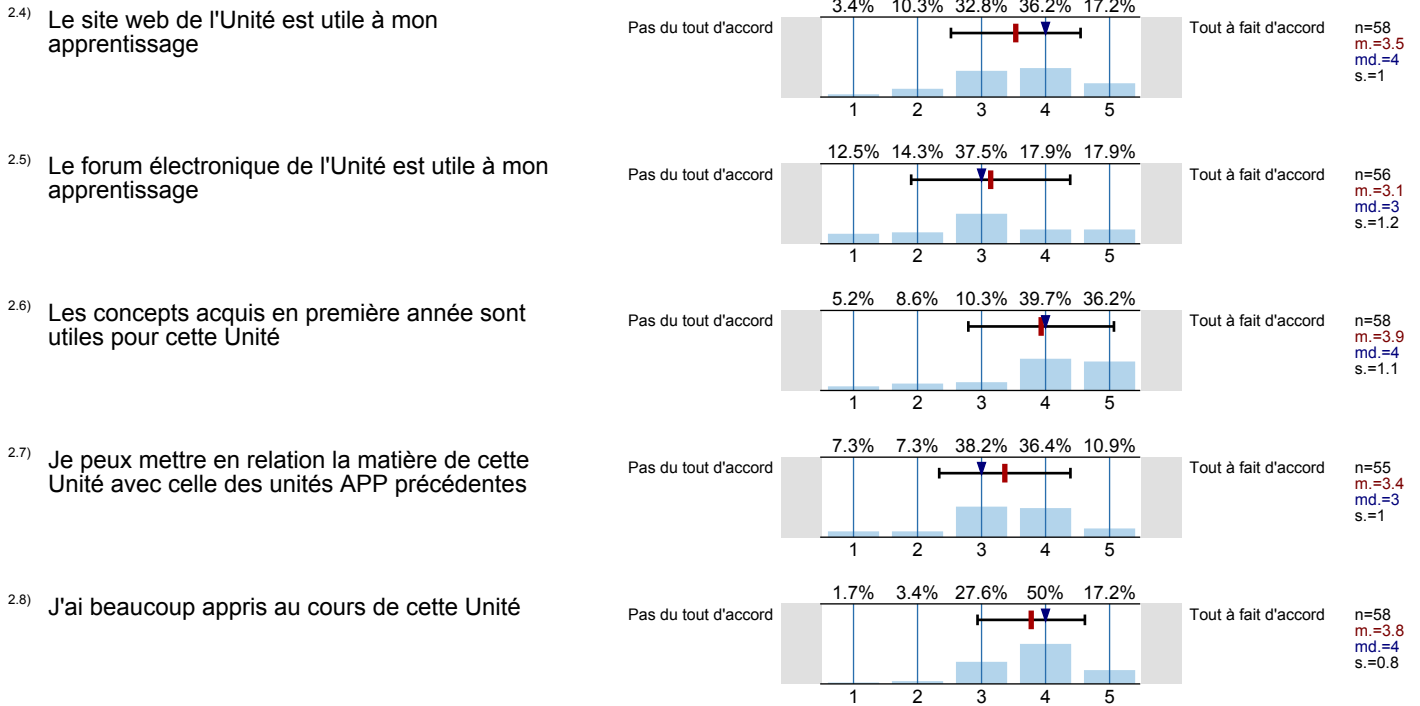 2.4) Le site web de l'Unité est utile à mon
apprentissage
Pas du tout d'accord
3.4% 10.3% 32.8% 36.2% 17.2%
1 2 3 4 5
Tout à fait d'accord
n=58
m.=3.5
md.=4
s.=1
2.5) Le forum électronique de l'Unité est utile à mon
apprentissage
Pas du tout d'accord
12.5% 14.3% 37.5% 17.9% 17.9%
1 2 3 4 5
Tout à fait d'accord
n=56
m.=3.1
md.=3
s.=1.2
2.6) Les concepts acquis en première année sont
utiles pour cette Unité
Pas du tout d'accord
5.2% 8.6% 10.3% 39.7% 36.2%
1 2 3 4 5
Tout à fait d'accord
n=58
m.=3.9
md.=4
s.=1.1
2.7) Je peux mettre en relation la matière de cette
Unité avec celle des unités APP précédentes
Pas du tout d'accord
7.3% 7.3% 38.2% 36.4% 10.9%
1 2 3 4 5
Tout à fait d'accord
n=55
m.=3.4
md.=3
s.=1
2.8) J'ai beaucoup appris au cours de cette Unité
Pas du tout d'accord
1.7% 3.4% 27.6% 50% 17.2%
1 2 3 4 5
Tout à fait d'accord
n=58
m.=3.8
md.=4
s.=0.8